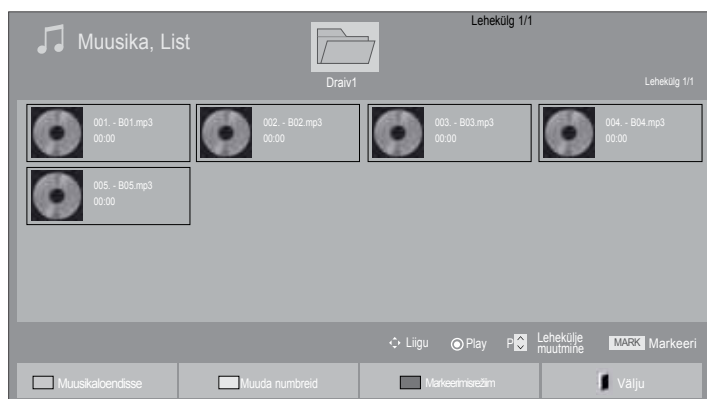 Lehekülg 1/1
Muusika, List
Draiv1
Lehekülg 1/1
001. - B01.mp3
00:00
002. - B02.mp3
00:00
003. - B03.mp3
00:00
004. - B04.mp3
00:00
005. - B05.mp3
00:00
Liigu
Play
P
Lehekülje
muutmine
MARK Markeeri
Muusikaloendisse
Muuda numbreid
Markeerimisrežiim
Välju